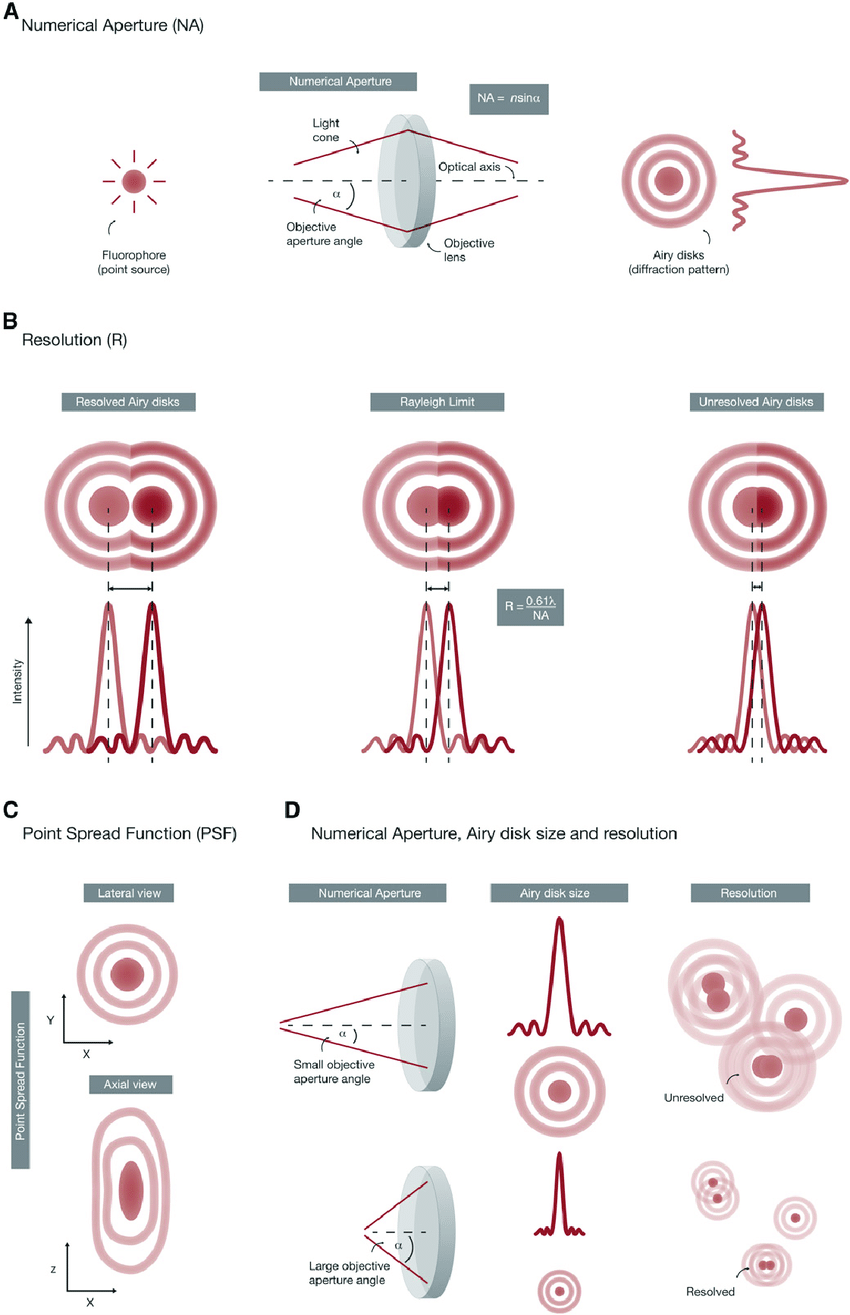 A
Numerical Aperture (NA)
Numerical Aperture
NA = nsinα
Light
cone
Optical axis
α
Objective
aperture angle
Objective
lens
Fluorophore
(point source)
Airy disks
(diffraction pattern)
B
Resolution (R)
Resolved Airy disks
Rayleigh Limit
Unresolved Airy disks
R = 0.61λ
NA
Intensity
C
Point Spread Function (PSF)
Lateral view
Y
X
Point Spread Function
Axial view
z
X
D
Numerical Aperture, Airy disk size and resolution
Numerical Aperture
Airy disk size
Resolution
α
Small objective
aperture angle
Unresolved
α
Large objective
aperture angle
Resolved